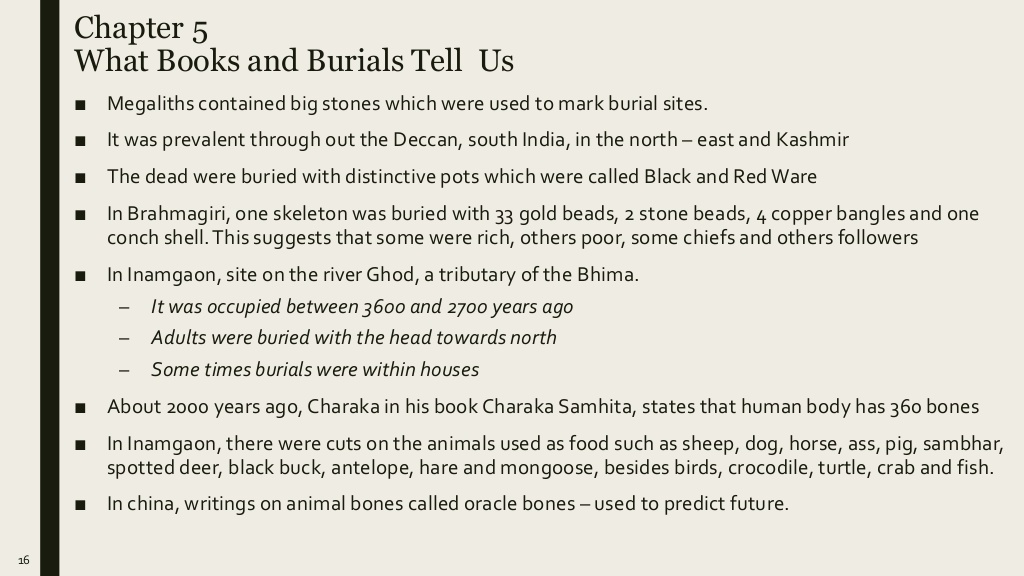 Chapter 5
What Books and Burials Tell  Us
■ Megaliths contained big stones which were used to mark burial sites.
■ It was prevalent through out the Deccan, south India, in the north – east and Kashmir
■ The dead were buried with distinctive pots which were called Black and Red Ware
■ In Brahmagiri, one skeleton was buried with 33 gold beads, 2 stone beads, 4 copper bangles and one
conch shell. This suggests that some were rich, others poor, some chiefs and others followers
■ In Inamgaon, site on the river Ghod, a tributary of the Bhima.
– It was occupied between 3600 and 2700 years ago
– Adults were buried with the head towards north
– Some times burials were within houses
■ About 2000 years ago, Charaka in his book Charaka Samhita, states that human body has 360 bones
■ In Inamgaon, there were cuts on the animals used as food such as sheep, dog, horse, ass, pig, sambhar,
spotted deer, black buck, antelope, hare and mongoose, besides birds, crocodile, turtle, crab and fish.
■ In china, writings on animal bones called oracle bones – used to predict future.
16